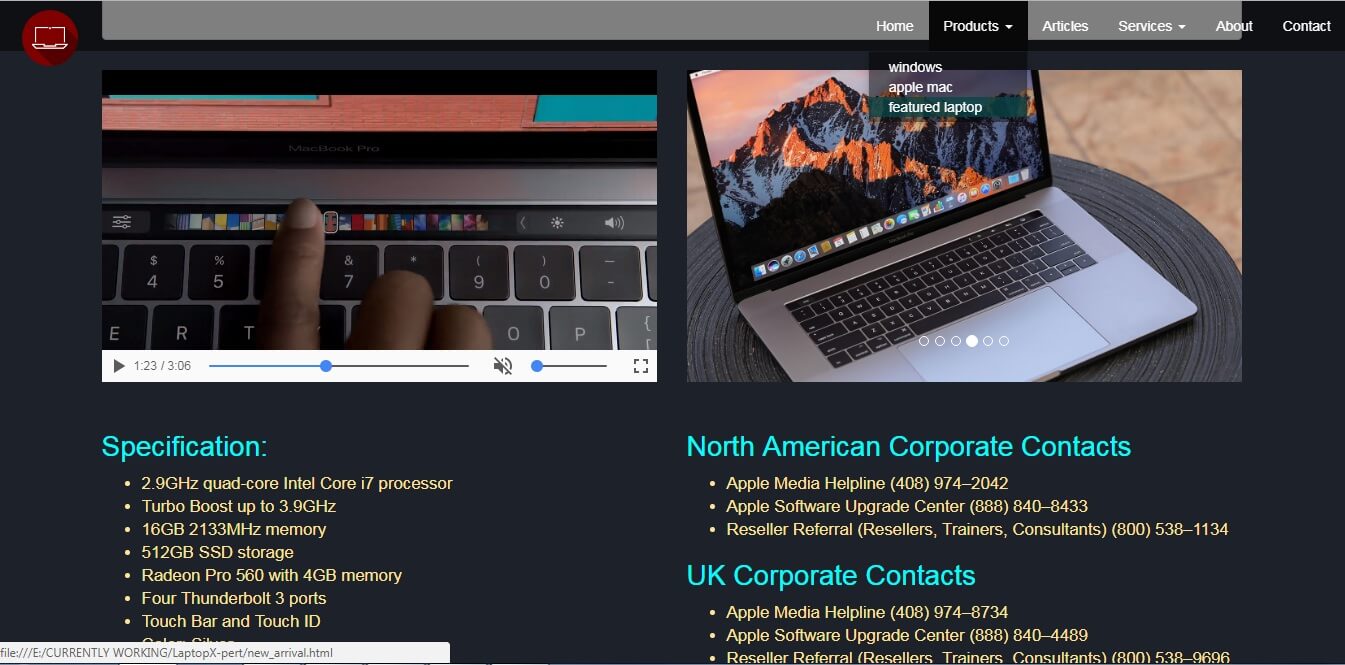 Home Products Articles Services About Contact
windows
apple mac
featured laptop
MacBook Pro
$ % & * ( ) — -
4 5 7 9 0
E R T O P { [
1:23 / 3:06
Specification:
• 2.9GHz quad-core Intel Core i7 processor
• Turbo Boost up to 3.9GHz
• 16GB 2133MHz memory
• 512GB SSD storage
• Radeon Pro 560 with 4GB memory
• Four Thunderbolt 3 ports
• Touch Bar and Touch ID
North American Corporate Contacts
• Apple Media Helpline (408) 974–2042
• Apple Software Upgrade Center (888) 840–8433
• Reseller Referral (Resellers, Trainers, Consultants) (800) 538–1134
UK Corporate Contacts
• Apple Media Helpline (408) 974–8734
• Apple Software Upgrade Center (888) 840–4489
• Reseller Referral (Resellers, Trainers, Consultants) (800) 538–9696
file:///E:/CURRENTLY WORKING/LaptopX-pert/new_arrival.html